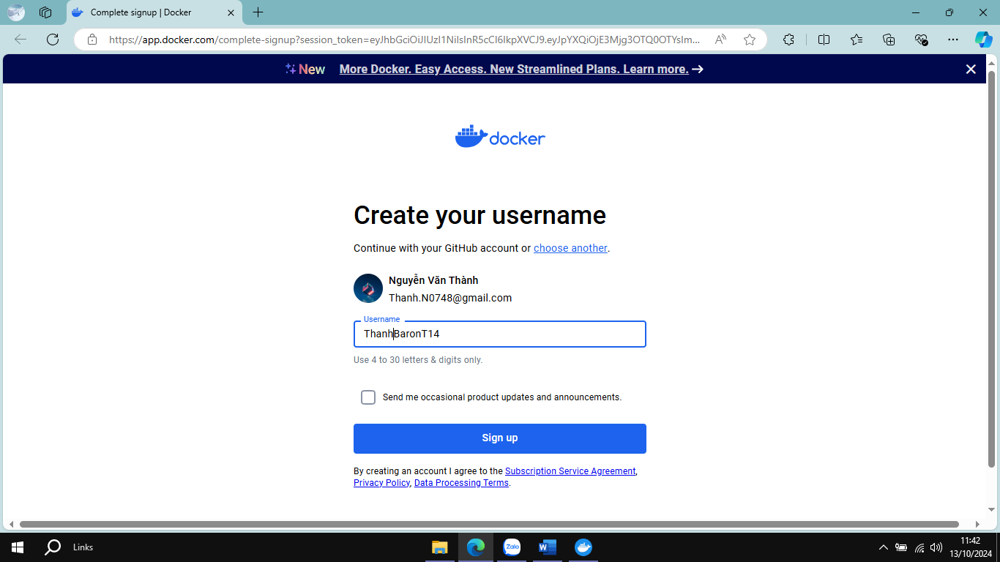 Complete signup | Docker
https://app.docker.com/complete-signup?session_token=eyJhbGciOiJIUzI1NiIsInR5cCI6IkpXVCJ9.eyJpYXQiOjE3Mjg3OTQ0OTYsIm...
New More Docker. Easy Access. New Streamlined Plans. Learn more.
docker
Create your username
Continue with your GitHub account or choose another.
Nguyễn Văn Thành
Thanh.N0748@gmail.com
Username
ThanhBaronT14
Use 4 to 30 letters & digits only.
Send me occasional product updates and announcements.
Sign up
By creating an account I agree to the Subscription Service Agreement,
Privacy Policy, Data Processing Terms.
Links
Zalo
W
11:42
13/10/2024